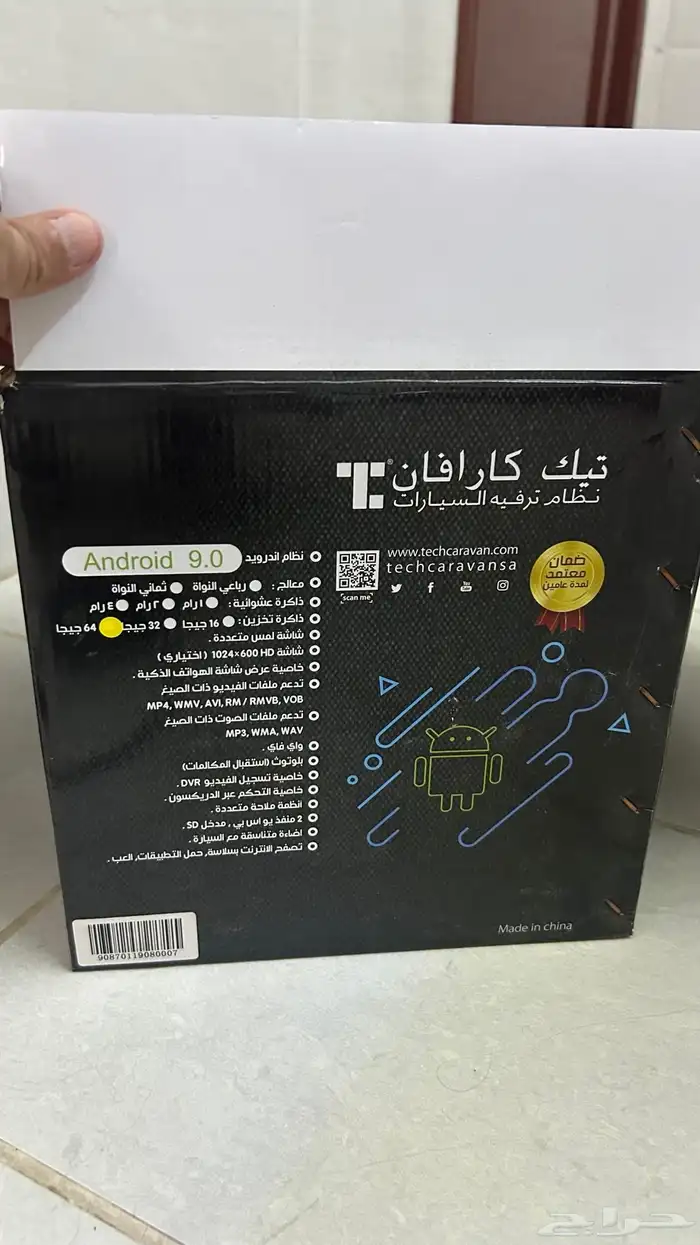 تيك كارافان
نظام ترفيه السيارات
www.techcaravan.com
techcaravansa
scan me
ضمان
معتمد
لمدة عامين
نظام اندرويد Android 9.0
معالج : رباعي النواة ثماني النواة
ذاكرة عشوائية : ١ رام ٢ رام ٤ رام
ذاكرة تخزين : 16 جيجا 32 جيجا 64 جيجا
شاشة لمس متعددة .
شاشة 1024×600 HD ( اختياري )
خاصية عرض شاشة الهواتف الذكية .
تدعم ملفات الفيديو ذات الصيغ
MP4, WMV, AVI, RM / RMVB, VOB
تدعم ملفات الصوت ذات الصيغ
MP3, WMA, WAV
واي فاي .
بلوتوث (استقبال المكالمات)
خاصية تسجيل الفيديو DVR .
خاصية التحكم عبر الدريكسون .
انظمة ملاحة متعددة .
2 منفذ يو اس بي , مدخل SD .
اضاءة متناسقة مع السيارة .
تصفح الانترنت بسلاسة, حمل التطبيقات, العب .
Made in china
90870119080007
حراج